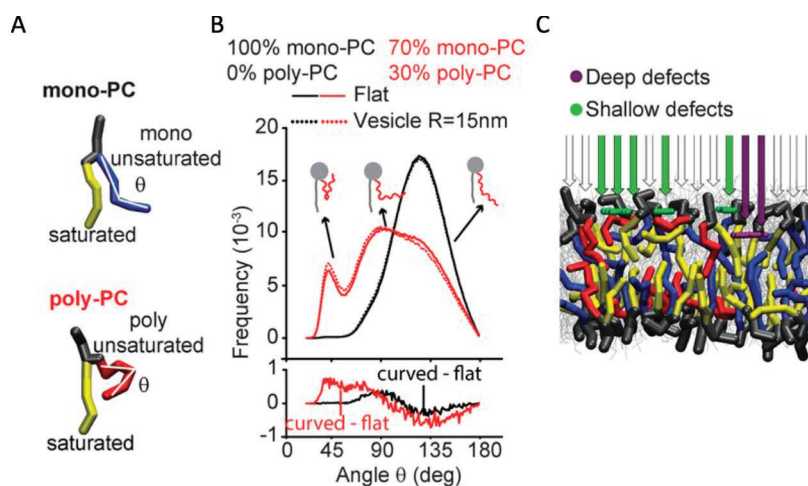 A
mono-PC
mono
unsaturated
θ
saturated
poly-PC
poly
unsaturated
θ
saturated
B
100% mono-PC 70% mono-PC
0% poly-PC 30% poly-PC
Flat
Vesicle R=15nm
20
15
10
5
0
Frequency (10⁻³)
1
0
-1
curved - flat
curved - flat
45 90 135 180
Angle θ (deg)
C
Deep defects
Shallow defects